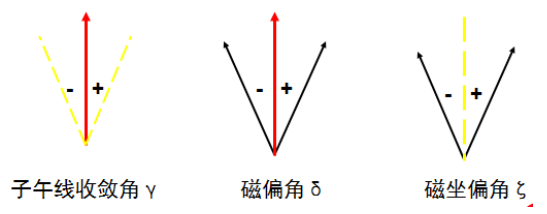 - +
- +
- +
子午线收敛角 γ
磁偏角 δ
磁坐偏角 ζ